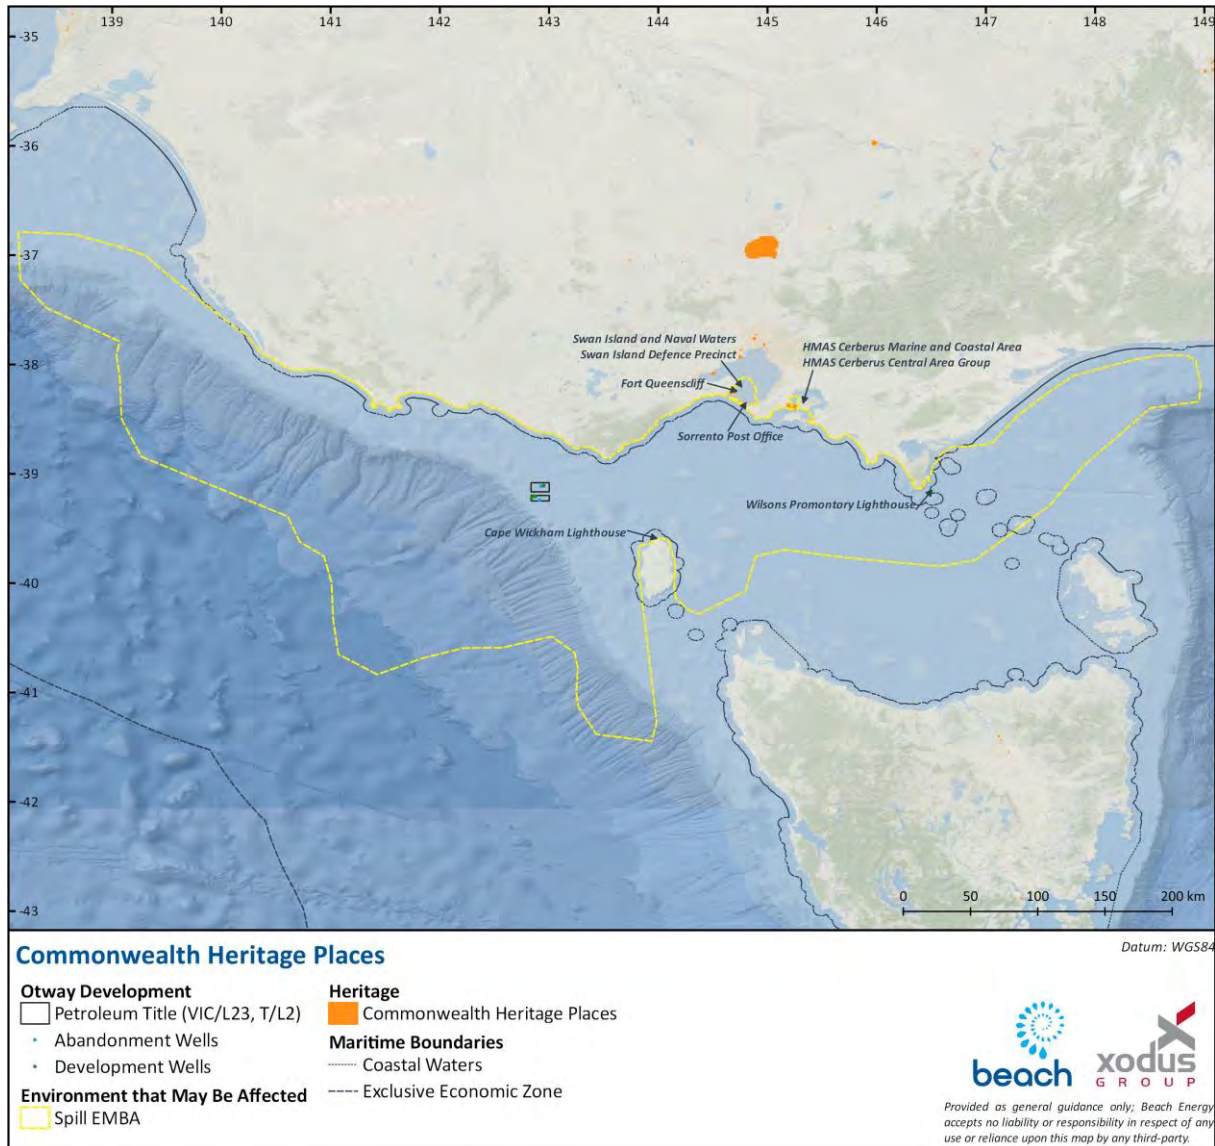 139 140 141 142 143 144 145 146 147 148 149
-35
-36
-37
-38
-39
-40
-41
-42
-43
Swan Island and Naval Waters
Swan Island Defence Precinct
HMAS Cerberus Marine and Coastal Area
HMAS Cerberus Central Area Group
Fort Queenscliff
Sorrento Post Office
Wilsons Promontory Lighthouse
Cape Wickham Lighthouse
0 50 100 150 200 km
Commonwealth Heritage Places
Datum: WGS84
Otway Development
Petroleum Title (VIC/L23, T/L2)
Abandonment Wells
Development Wells
Environment that May Be Affected
Spill EMBA
Heritage
Commonwealth Heritage Places
Maritime Boundaries
Coastal Waters
Exclusive Economic Zone
beach
xodus
GROUP
Provided as general guidance only; Beach Energy
accepts no liability or responsibility in respect of any
use or reliance upon this map by any third-party.